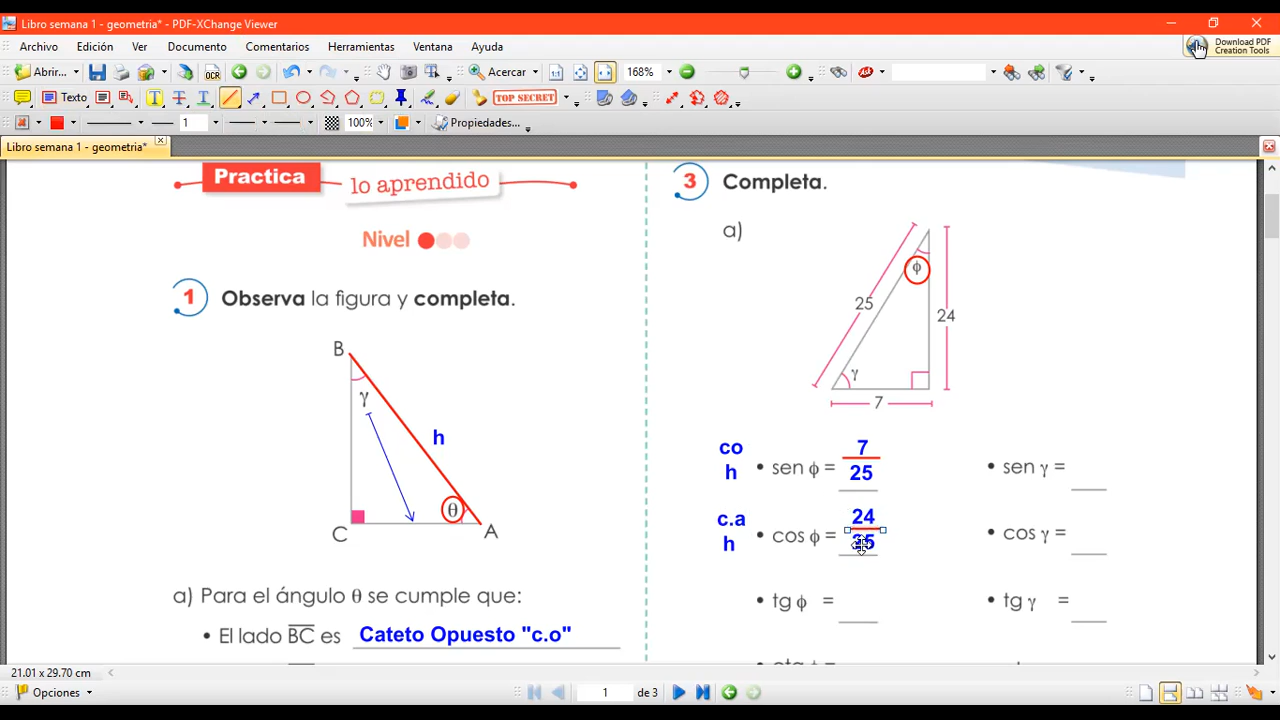 Libro semana 1 - geometria* - PDF-XChange Viewer
Archivo Edición Ver Documento Comentarios Herramientas Ventana Ayuda
Download PDF
Creation Tools
Abrir... OCR Acercar 168%
Texto TOP SECRET
1 100% Propiedades...
Libro semana 1 - geometria*
Practica lo aprendido
Nivel
1 Observa la figura y completa.
B
γ
h
θ
C
A
a) Para el ángulo θ se cumple que:
• El lado BC es Cateto Opuesto "c.o"
3 Completa.
a)
ϕ
25
24
γ
7
co
h
• sen ϕ = 7
25
• sen γ =
c.a
h
• cos ϕ = 24
25
• cos γ =
• tg ϕ =
• tg γ =
21.01 x 29.70 cm
Opciones 1 de 3